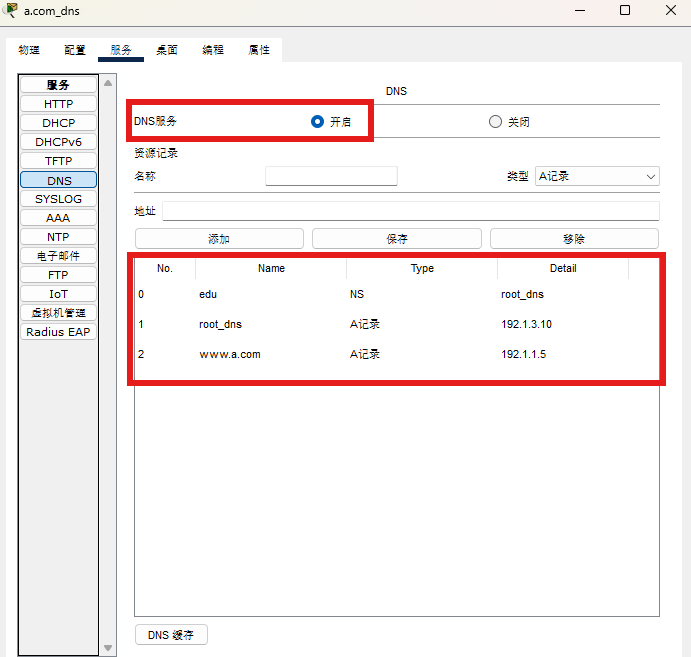 a.com_dns
物理 配置 服务 桌面 编程 属性
服务
HTTP
DHCP
DHCPv6
TFTP
DNS
SYSLOG
AAA
NTP
电子邮件
FTP
IoT
虚拟机管理
Radius EAP
DNS
DNS服务 开启 关闭
资源记录
名称 类型 A记录
地址
添加 保存 移除
No. Name Type Detail
0 edu NS root_dns
1 root_dns A记录 192.1.3.10
2 www.a.com A记录 192.1.1.5
DNS 缓存